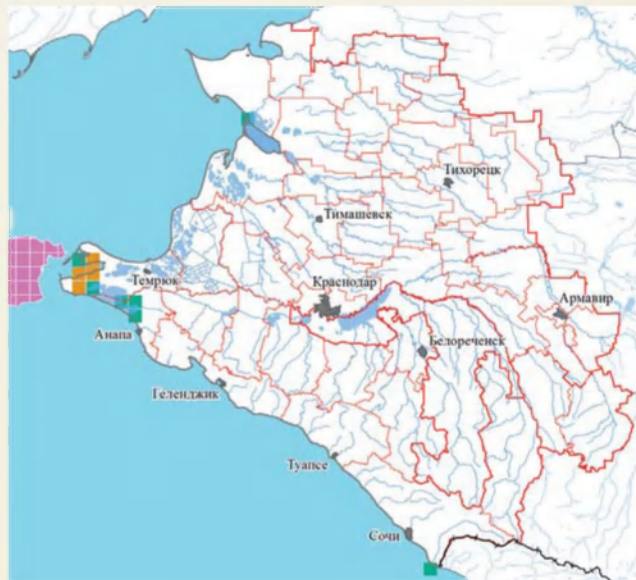 Тихорецк
Тимашевск
Темрюк
Краснодар
Армавир
Анапа
Белореченск
Геленджик
Туапсе
Сочи